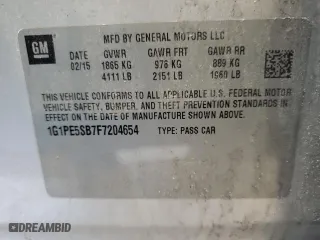 GM
MFD BY GENERAL MOTORS LLC
DATE GVWR GAWR FRT GAWR RR
02/15 1865 KG 976 KG 889 KG
4111 LB 2151 LB 1960 LB
THIS VEHICLE CONFORMS TO ALL APPLICABLE U.S. FEDERAL MOTOR
VEHICLE SAFETY, BUMPER, AND THEFT PREVENTION STANDARDS IN
EFFECT ON THE DATE OF MANUFACTURE SHOWN ABOVE.
1G1PE5SB7F7204654 TYPE: PASS CAR